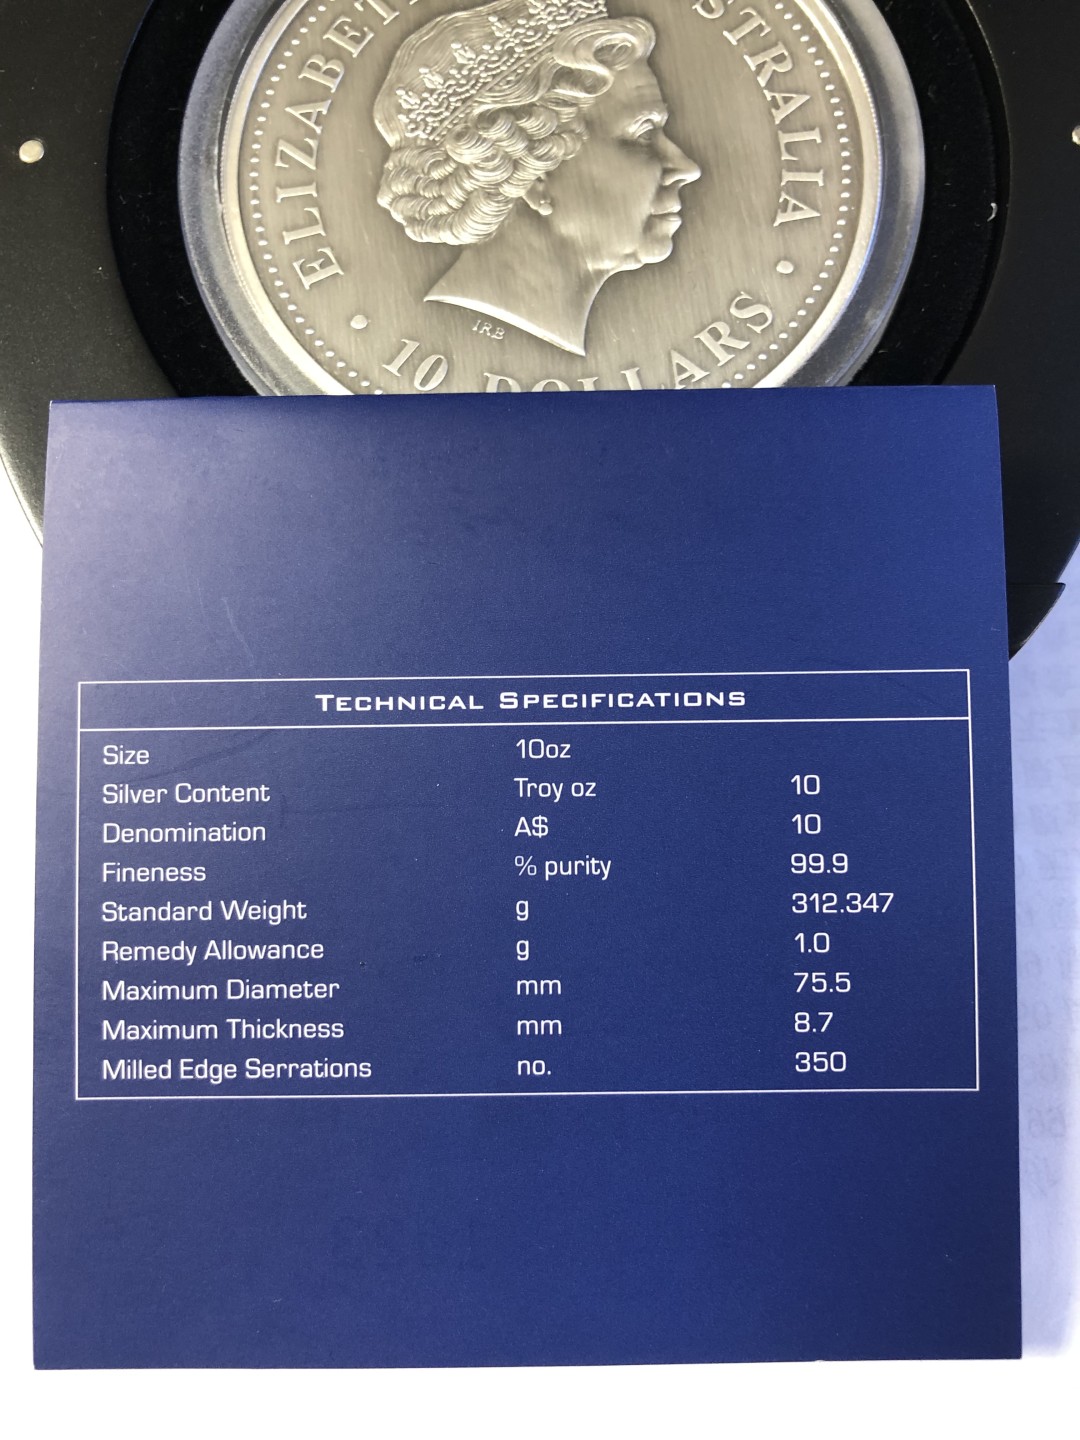 ELIZABET
STRALIA
IRB
10 DOLLARS
TECHNICAL SPECIFICATIONS
Size 10oz
Silver Content Troy oz 10
Denomination A$ 10
Fineness % purity 99.9
Standard Weight g 312.347
Remedy Allowance g 1.0
Maximum Diameter mm 75.5
Maximum Thickness mm 8.7
Milled Edge Serrations no. 350